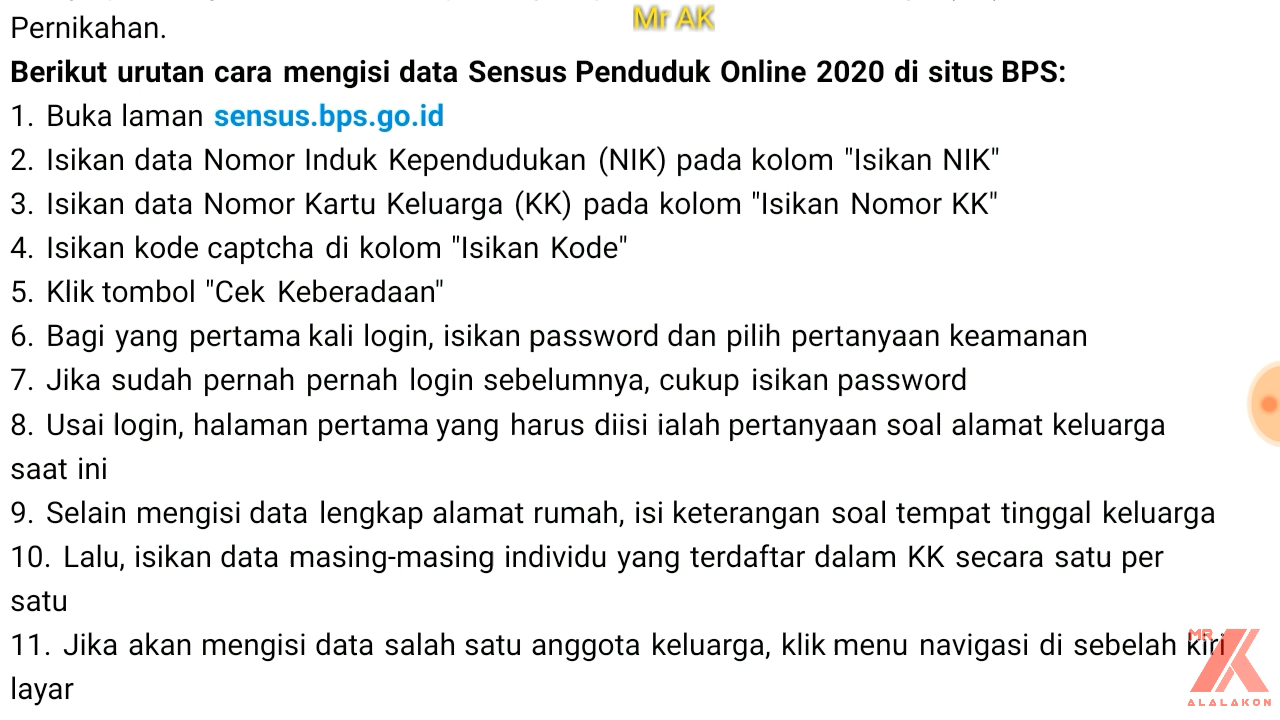 Mr AK
Pernikahan.
Berikut urutan cara mengisi data Sensus Penduduk Online 2020 di situs BPS:
1. Buka laman sensus.bps.go.id
2. Isikan data Nomor Induk Kependudukan (NIK) pada kolom "Isikan NIK"
3. Isikan data Nomor Kartu Keluarga (KK) pada kolom "Isikan Nomor KK"
4. Isikan kode captcha di kolom "Isikan Kode"
5. Klik tombol "Cek Keberadaan"
6. Bagi yang pertama kali login, isikan password dan pilih pertanyaan keamanan
7. Jika sudah pernah pernah login sebelumnya, cukup isikan password
8. Usai login, halaman pertama yang harus diisi ialah pertanyaan soal alamat keluarga
saat ini
9. Selain mengisi data lengkap alamat rumah, isi keterangan soal tempat tinggal keluarga
10. Lalu, isikan data masing-masing individu yang terdaftar dalam KK secara satu per
satu
11. Jika akan mengisi data salah satu anggota keluarga, klik menu navigasi di sebelah kiri
layar
MR
ALALAKON